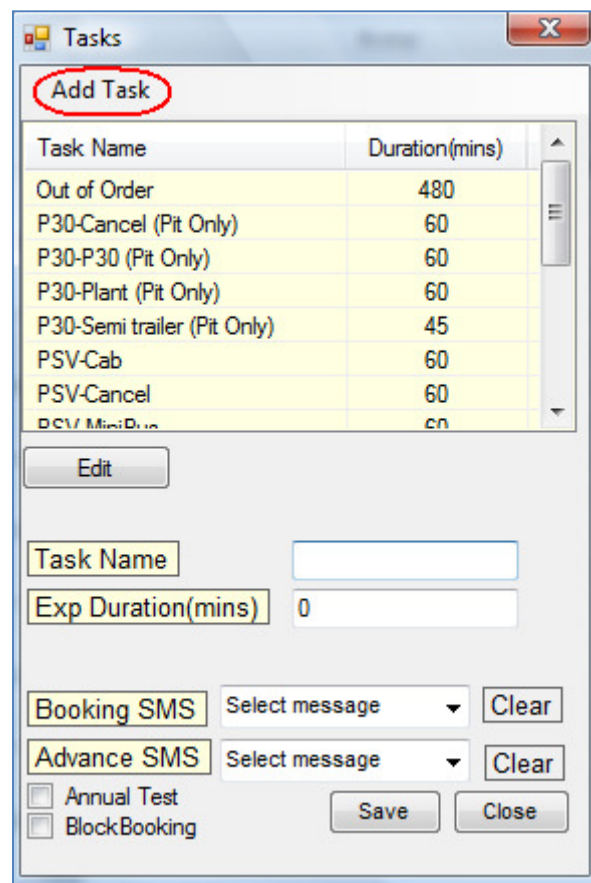 Tasks
Add Task
Task Name Duration(mins)
Out of Order 480
P30-Cancel (Pit Only) 60
P30-P30 (Pit Only) 60
P30-Plant (Pit Only) 60
P30-Semi trailer (Pit Only) 45
PSV-Cab 60
PSV-Cancel 60
PSV-MiniBus 60
Edit
Task Name
Exp Duration(mins) 0
Booking SMS Select message Clear
Advance SMS Select message Clear
Annual Test
BlockBooking
Save Close